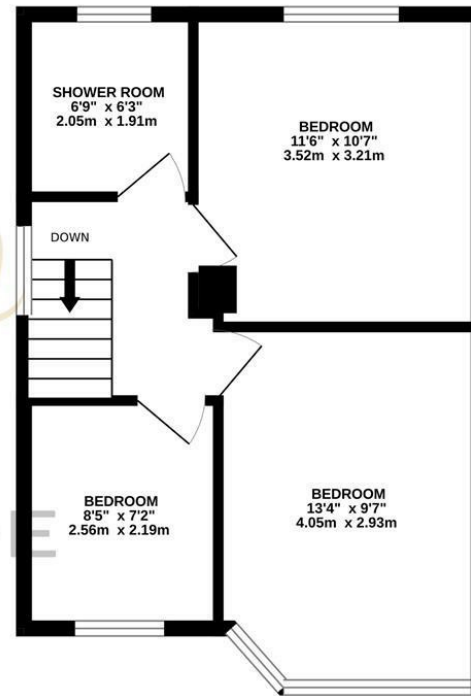 SHOWER ROOM
6'9" x 6'3"
2.05m x 1.91m
BEDROOM
11'6" x 10'7"
3.52m x 3.21m
DOWN
BEDROOM
8'5" x 7'2"
2.56m x 2.19m
BEDROOM
13'4" x 9'7"
4.05m x 2.93m
E